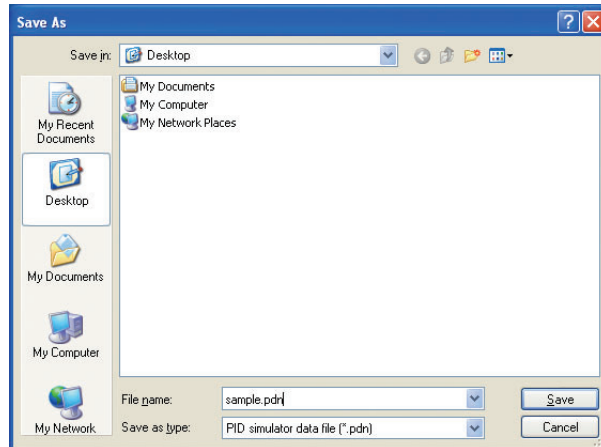 Save As
Save in:
Desktop
My Recent
Documents
Desktop
My Documents
My Computer
My Network
My Documents
My Computer
My Network Places
File name:
sample.pdn
Save
Save as type:
PID simulator data file (*.pdn)
Cancel